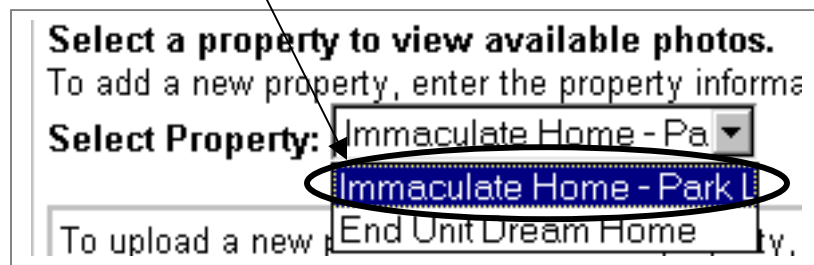 Select a property to view available photos.
To add a new property, enter the property informa
Select Property: Immaculate Home - Pa
Immaculate Home - Park
End Unit Dream Home
To upload a new
ty,